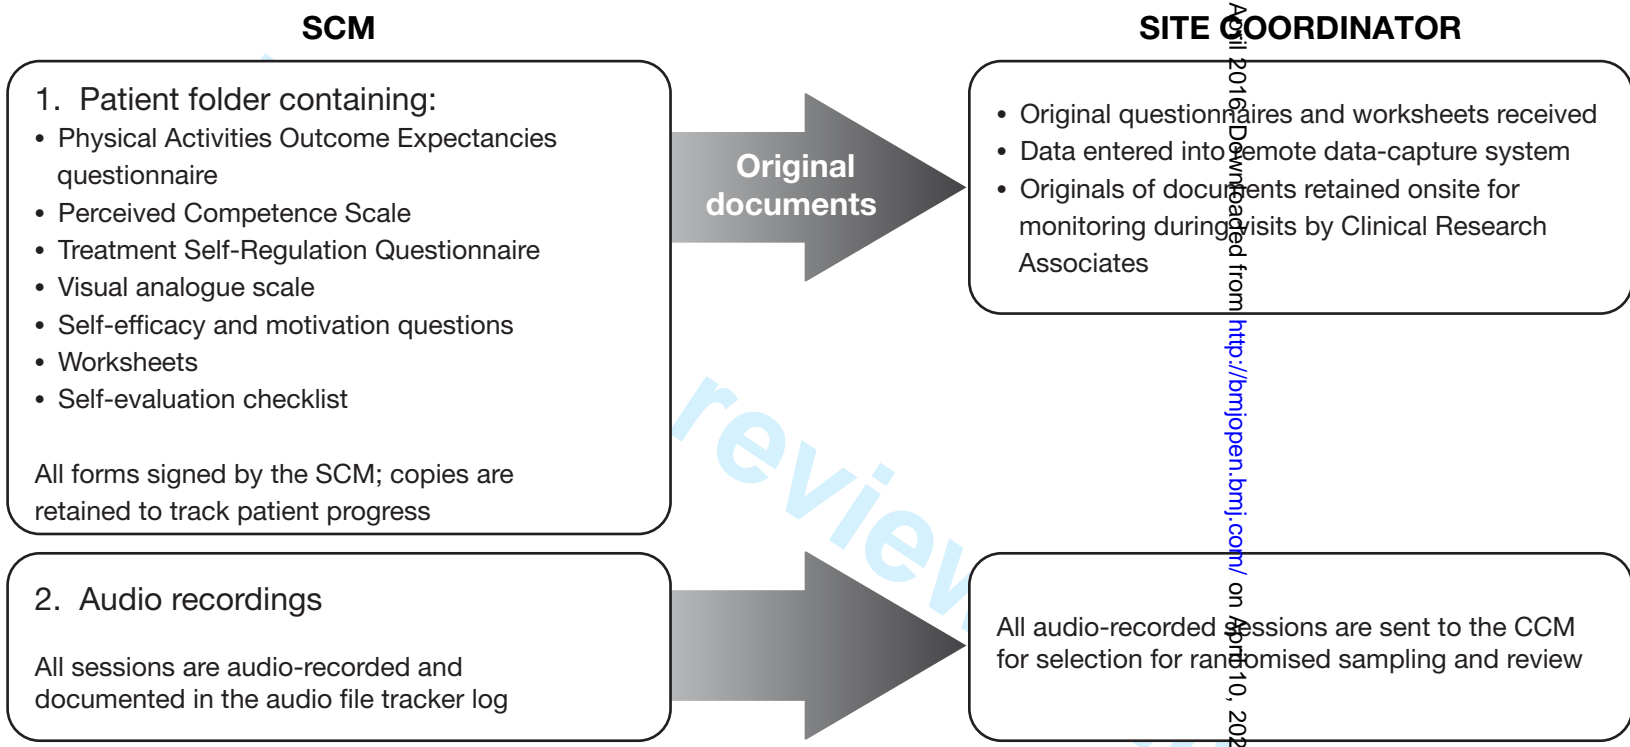 SCM
1. Patient folder containing:
• Physical Activities Outcome Expectancies
questionnaire
• Perceived Competence Scale
• Treatment Self-Regulation Questionnaire
• Visual analogue scale
• Self-efficacy and motivation questions
• Worksheets
• Self-evaluation checklist
All forms signed by the SCM; copies are
retained to track patient progress
Original
documents
SITE COORDINATOR
• Original questionnaires and worksheets received
• Data entered into remote data-capture system
• Originals of documents retained onsite for
monitoring during visits by Clinical Research
Associates
2. Audio recordings
All sessions are audio-recorded and
documented in the audio file tracker log
All audio-recorded sessions are sent to the CCM
for selection for randomised sampling and review
review
April 2016. Downloaded from http://bmjopen.bmj.com/ on April 10, 202